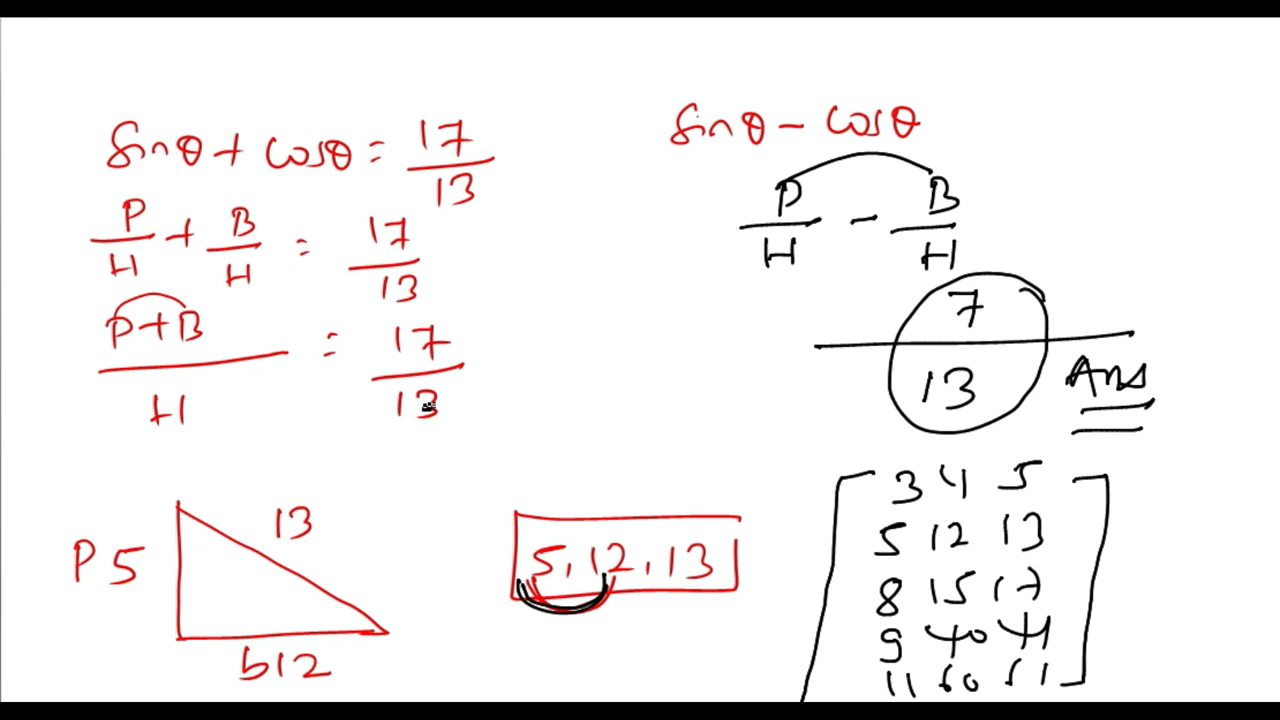 sinθ + cosθ = 17/13
P/H + B/H = 17/13
P+B/H = 17/13
P 5
13
b 12
5, 12, 13
sinθ − cosθ
P/H − B/H
7/13
Ans
3 4 5
5 12 13
8 15 17
9 40 41
11 60 61